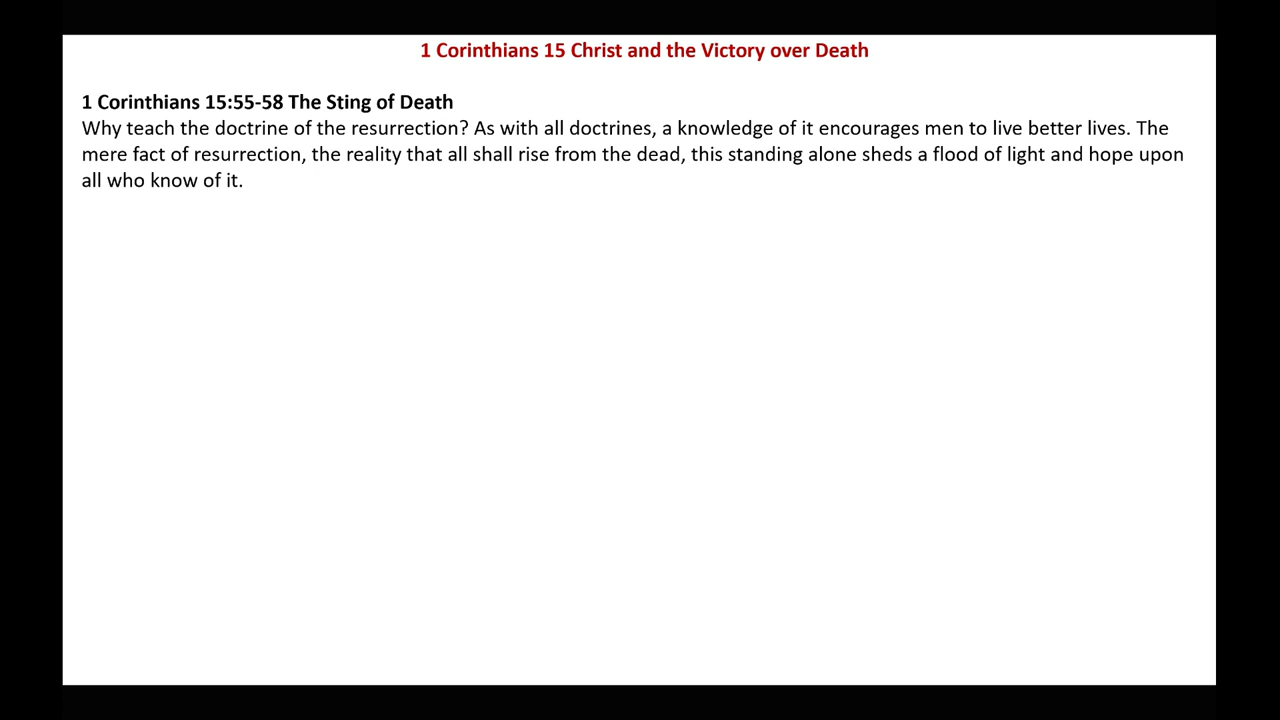 1 Corinthians 15 Christ and the Victory over Death
1 Corinthians 15:55-58 The Sting of Death
Why teach the doctrine of the resurrection? As with all doctrines, a knowledge of it encourages men to live better lives. The
mere fact of resurrection, the reality that all shall rise from the dead, this standing alone sheds a flood of light and hope upon
all who know of it.